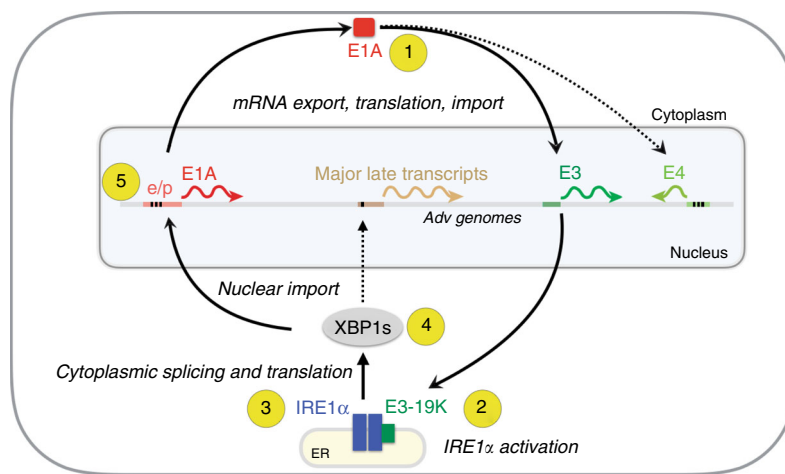 E1A
1
mRNA export, translation, import
Cytoplasm
5
e/p
E1A
Major late transcripts
E3
E4
Adv genomes
Nucleus
Nuclear import
XBP1s
4
Cytoplasmic splicing and translation
3
IRE1α
E3-19K
2
ER
IRE1α activation